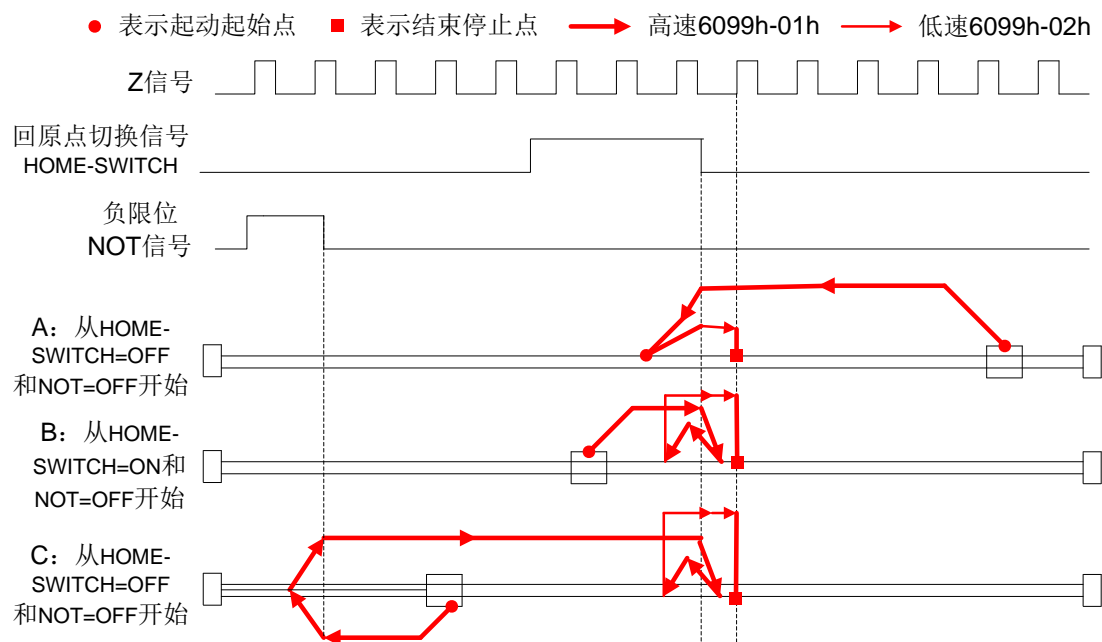 表示起动起始点 表示结束停止点 高速6099h-01h 低速6099h-02h
Z信号
回原点切换信号
HOME-SWITCH
负限位
NOT信号
A：从HOME-
SWITCH=OFF
和NOT=OFF开始
B：从HOME-
SWITCH=ON和
NOT=OFF开始
C：从HOME-
SWITCH=OFF
和NOT=OFF开始